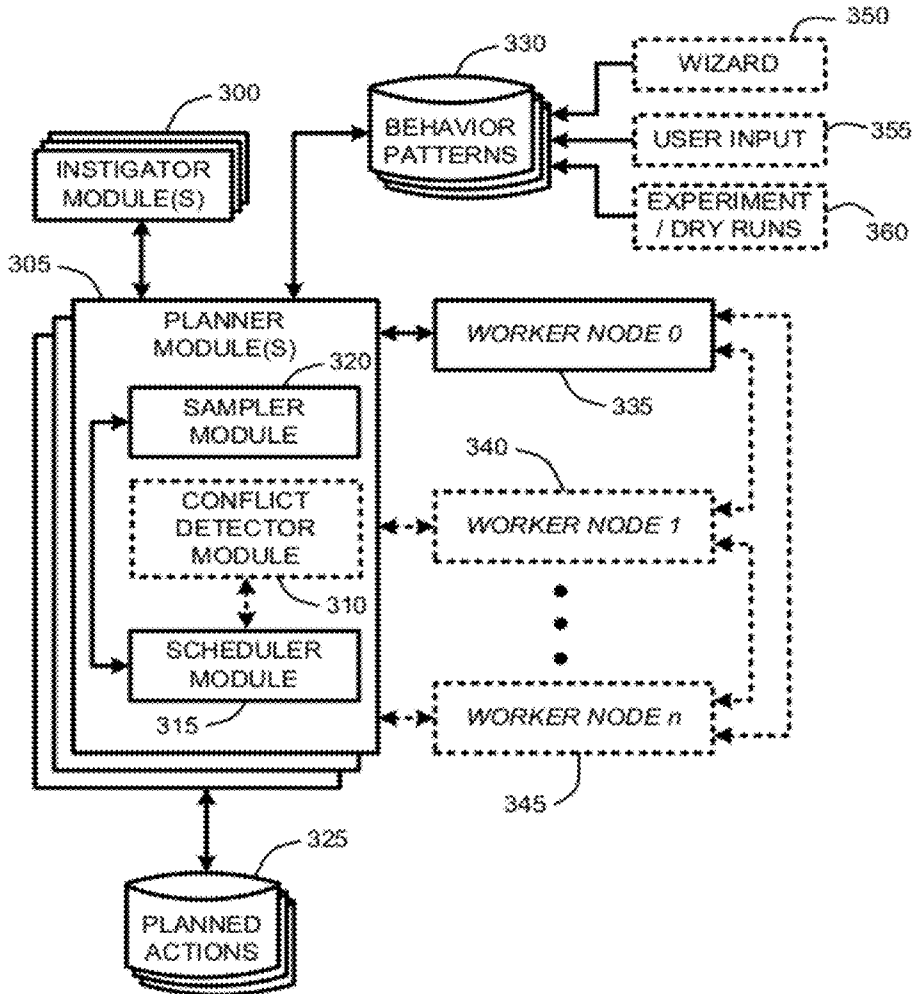 350
330
WIZARD
300
BEHAVIOR
PATTERNS
USER INPUT
355
INSTIGATOR
MODULE(S)
EXPERIMENT
/ DRY RUNS
360
305
PLANNER
MODULE(S)
WORKER NODE 0
320
335
SAMPLER
MODULE
340
CONFLICT
DETECTOR
MODULE
WORKER NODE 1
310
SCHEDULER
MODULE
315
WORKER NODE n
345
325
PLANNED
ACTIONS